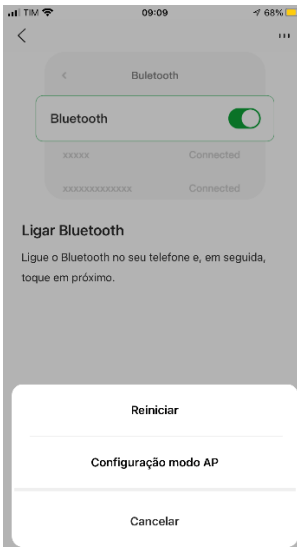 TIM 09:09 68%
Buletooth
Bluetooth
xxxxx Connected
xxxxxxxxxxxxx Connected
Ligar Bluetooth
Ligue o Bluetooth no seu telefone e, em seguida,
toque em próximo.
Reiniciar
Configuração modo AP
Cancelar